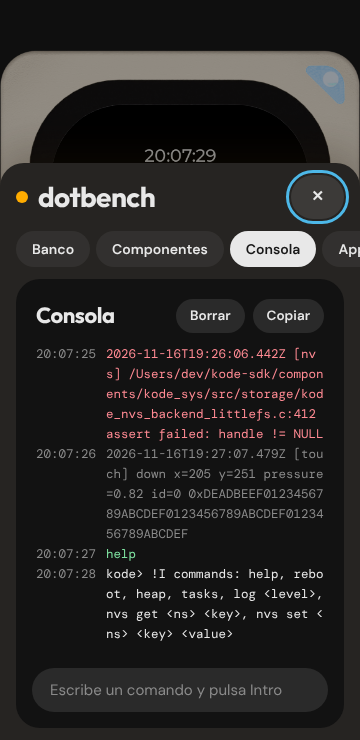 20:07:29
dotbench
×
Banco Componentes Consola App
Consola Borrar Copiar
20:07:25 2026-11-16T19:26:06.442Z [nv
s] /Users/dev/kode-sdk/compon
ents/kode_sys/src/storage/kod
e_nvs_backend_littlefs.c:412
assert failed: handle != NULL
20:07:26 2026-11-16T19:27:07.479Z [tou
ch] down x=205 y=251 pressure
=0.82 id=0 0xDEADBEEF01234567
89ABCDEF0123456789ABCDEF01234
56789ABCDEF
20:07:27 help
20:07:28 kode> !I commands: help, rebo
ot, heap, tasks, log <level>,
nvs get <ns> <key>, nvs set <
ns> <key> <value>
Escribe un comando y pulsa Intro